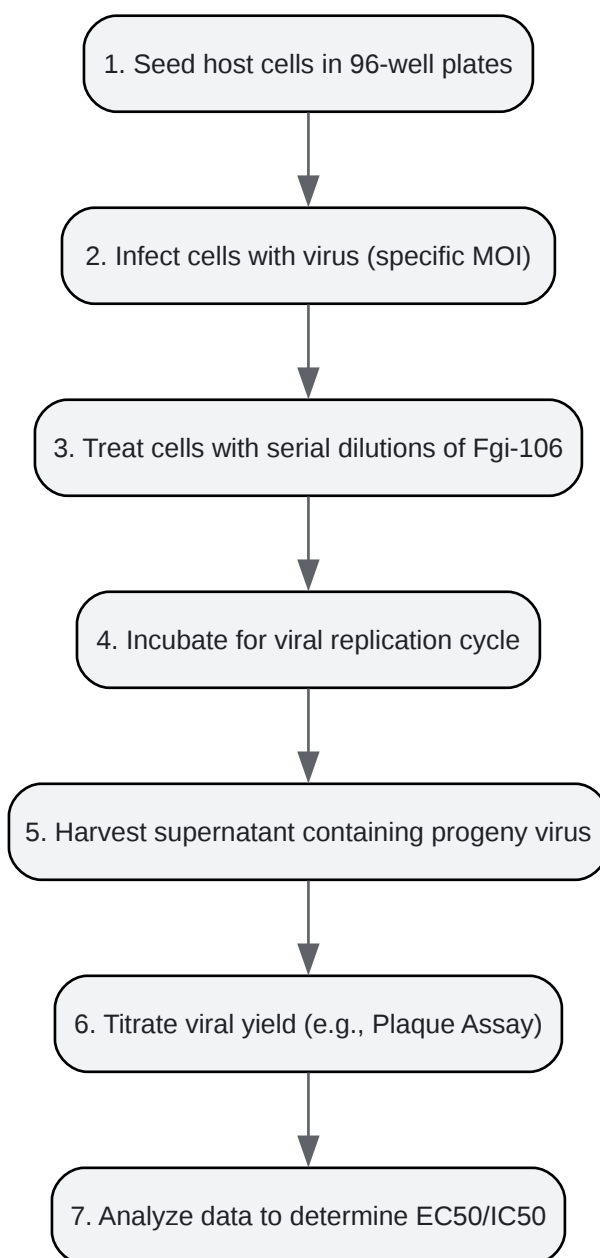 1. Seed host cells in 96-well plates
2. Infect cells with virus (specific MOI)
3. Treat cells with serial dilutions of Fgi-106
4. Incubate for viral replication cycle
5. Harvest supernatant containing progeny virus
6. Titrate viral yield (e.g., Plaque Assay)
7. Analyze data to determine EC50/IC50